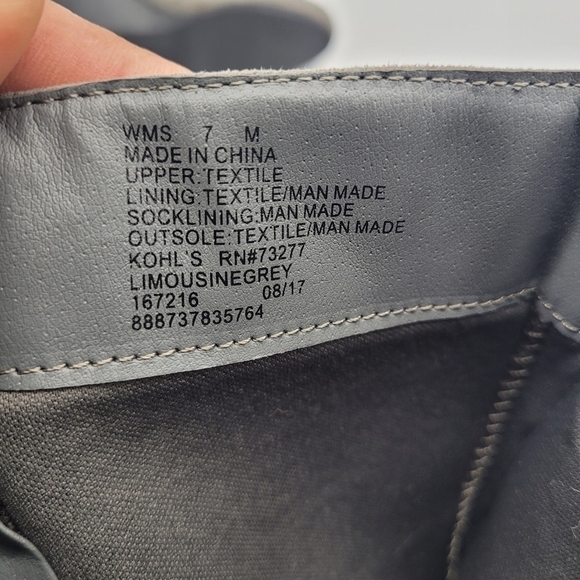 WMS 7 M
MADE IN CHINA
UPPER:TEXTILE
LINING:TEXTILE/MAN MADE
SOCKLINING:MAN MADE
OUTSOLE:TEXTILE/MAN MADE
KOHL'S RN#73277
LIMOUSINEGREY
167216 08/17
888737835764